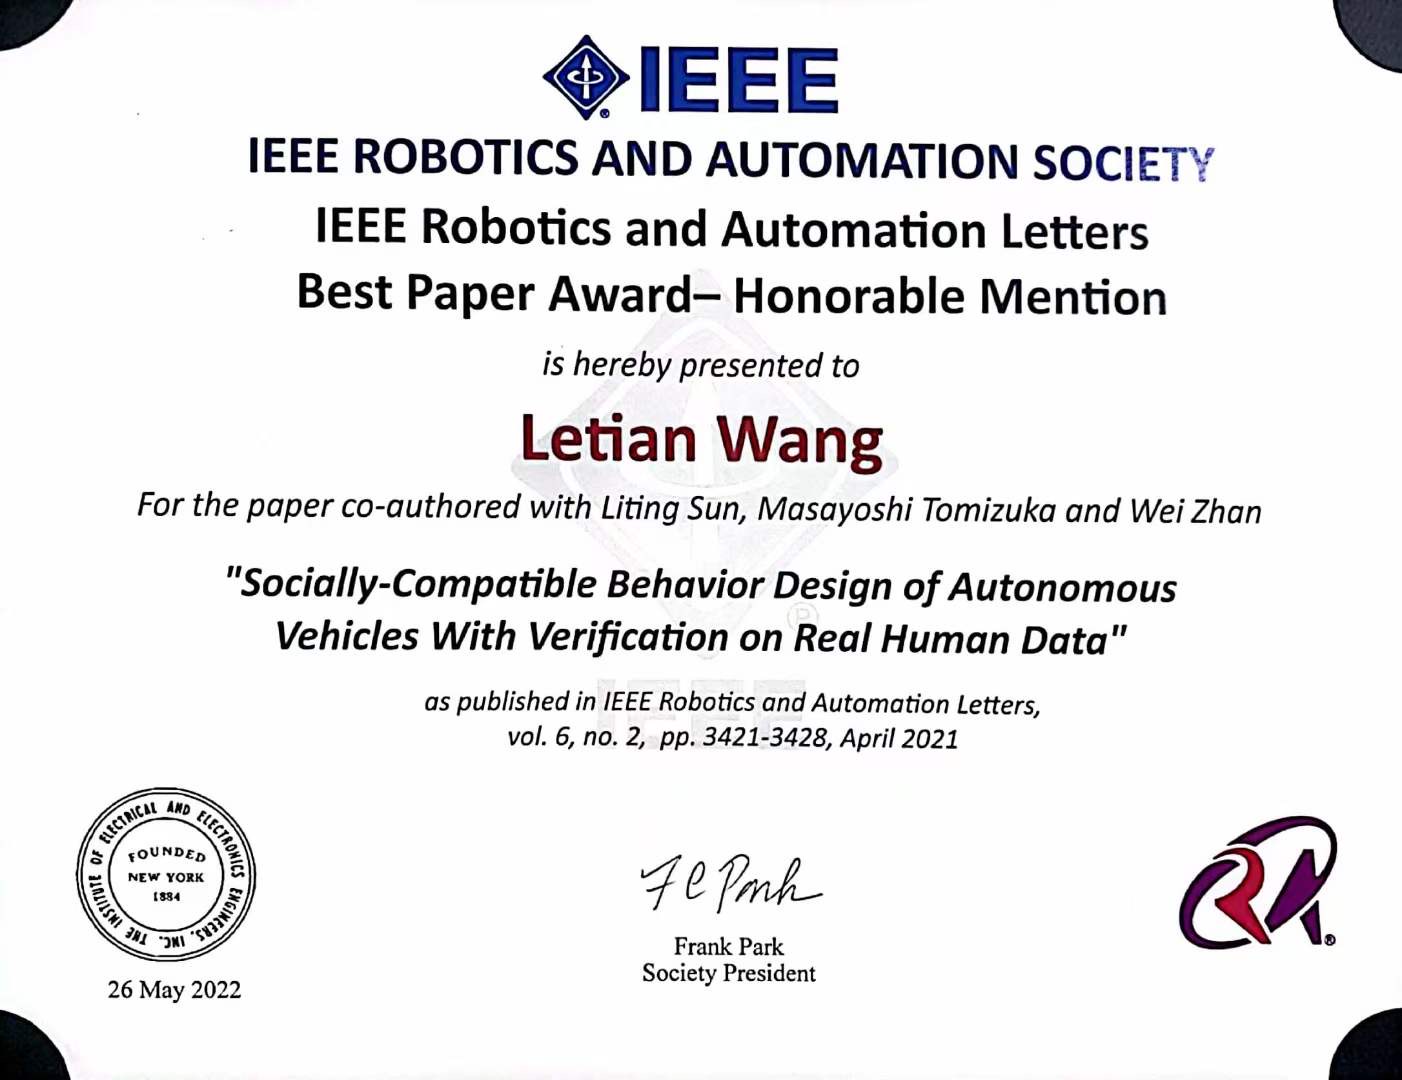 IEEE
IEEE ROBOTICS AND AUTOMATION SOCIETY
IEEE Robotics and Automation Letters
Best Paper Award– Honorable Mention
is hereby presented to
Letian Wang
For the paper co-authored with Liting Sun, Masayoshi Tomizuka and Wei Zhan
"Socially-Compatible Behavior Design of Autonomous
Vehicles With Verification on Real Human Data"
as published in IEEE Robotics and Automation Letters,
vol. 6, no. 2, pp. 3421-3428, April 2021
IEEE
®
THE INSTITUTE OF ELECTRICAL AND ELECTRONICS ENGINEERS, INC.
FOUNDED
NEW YORK
1884
26 May 2022
F C Park
Frank Park
Society President
RA®